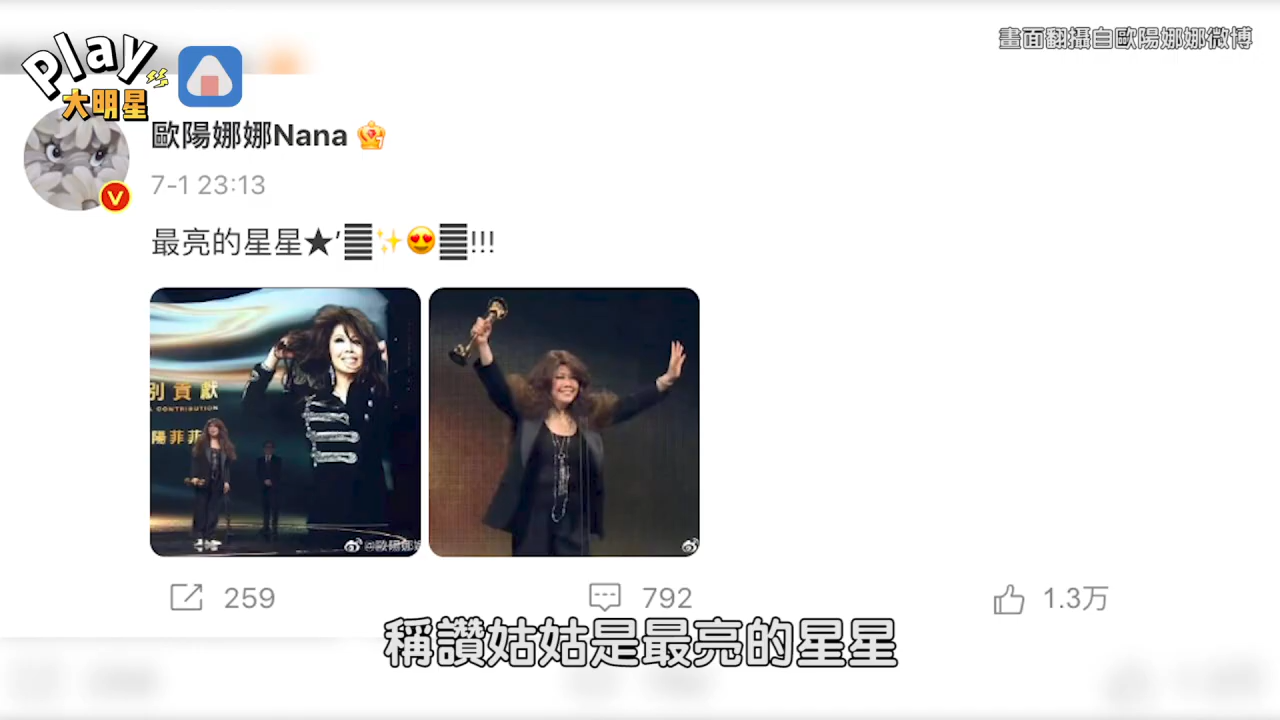 畫面翻攝自歐陽娜娜微博
Play
大明星
歐陽娜娜Nana
V
7-1 23:13
最亮的星星★′✨😍!!!
別貢獻
L CONTRIBUTION
陽菲菲
@歐陽娜娜
259
792
1.3万
稱讚姑姑是最亮的星星